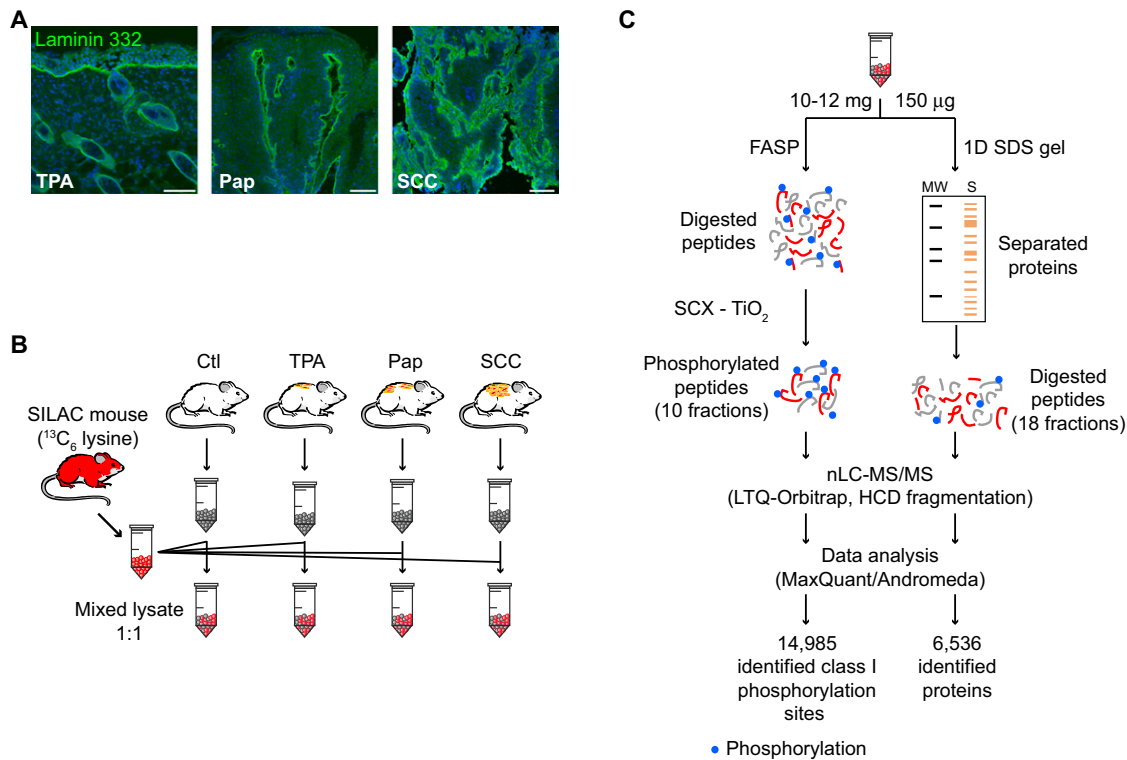 A
Laminin 332
TPA
Pap
SCC
B
Ctl
TPA
Pap
SCC
SILAC mouse
(¹³C₆ lysine)
Mixed lysate
1:1
C
10-12 mg
150 μg
FASP
1D SDS gel
MW
S
Digested
peptides
Separated
proteins
SCX - TiO₂
Phosphorylated
peptides
(10 fractions)
Digested
peptides
(18 fractions)
nLC-MS/MS
(LTQ-Orbitrap, HCD fragmentation)
Data analysis
(MaxQuant/Andromeda)
14,985
identified class I
phosphorylation
sites
6,536
identified
proteins
Phosphorylation